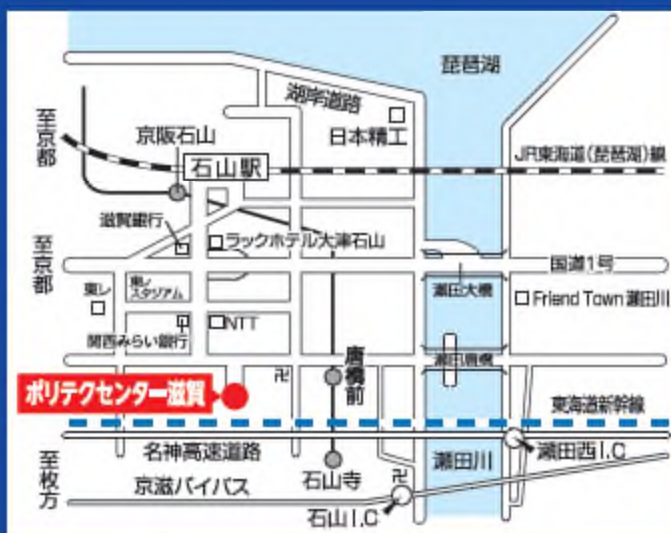 琵琶湖
湖岸道路
日本精工
至京都
京阪石山
石山駅
JR東海道(琵琶湖)線
滋賀銀行
ラックホテル大津石山
至京都
国道1号
東レ
東レ
スタジアム
瀬田大橋
Friend Town 瀬田川
関西みらい銀行
NTT
瀬田唐橋
唐橋前
卍
ポリテクセンター滋賀
東海道新幹線
名神高速道路
瀬田川
瀬田西I.C
至枚方
京滋バイパス
石山寺
卍
石山I.C